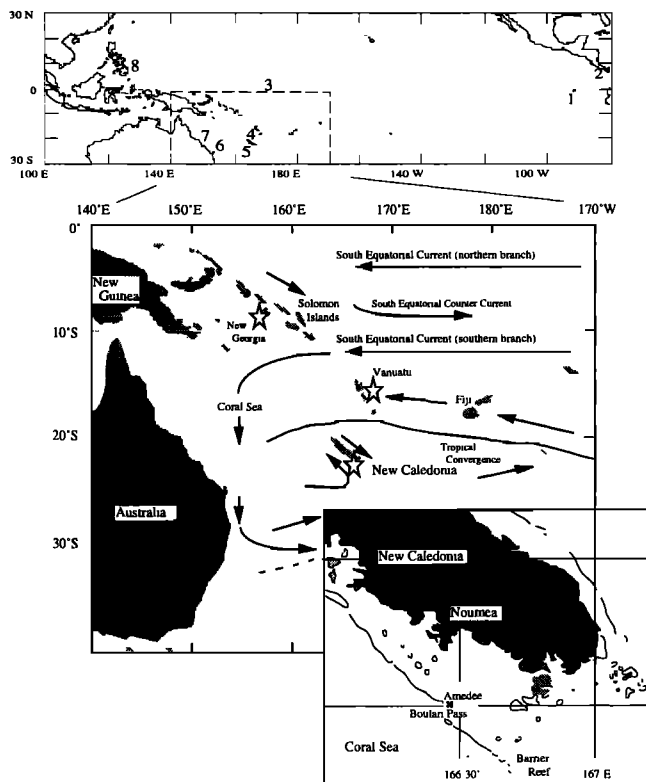 30 N
0
30 S
100 E
140 E
180 E
140 W
100 W
8
3
2
1
7
6
4
5
140°E
150°E
160°E
170°E
180°E
170°W
0°
10°S
20°S
30°S
South Equatorial Current (northern branch)
New
Guinea
Solomon
Islands
South Equatorial Counter Current
New
Georgia
South Equatorial Current (southern branch)
Vanuatu
Fiji
Coral Sea
Tropical
Convergence
New Caledonia
Australia
New Caledonia
Noumea
Amedee
Boulari Pass
Coral Sea
Barrier
Reef
166 30'
167 E